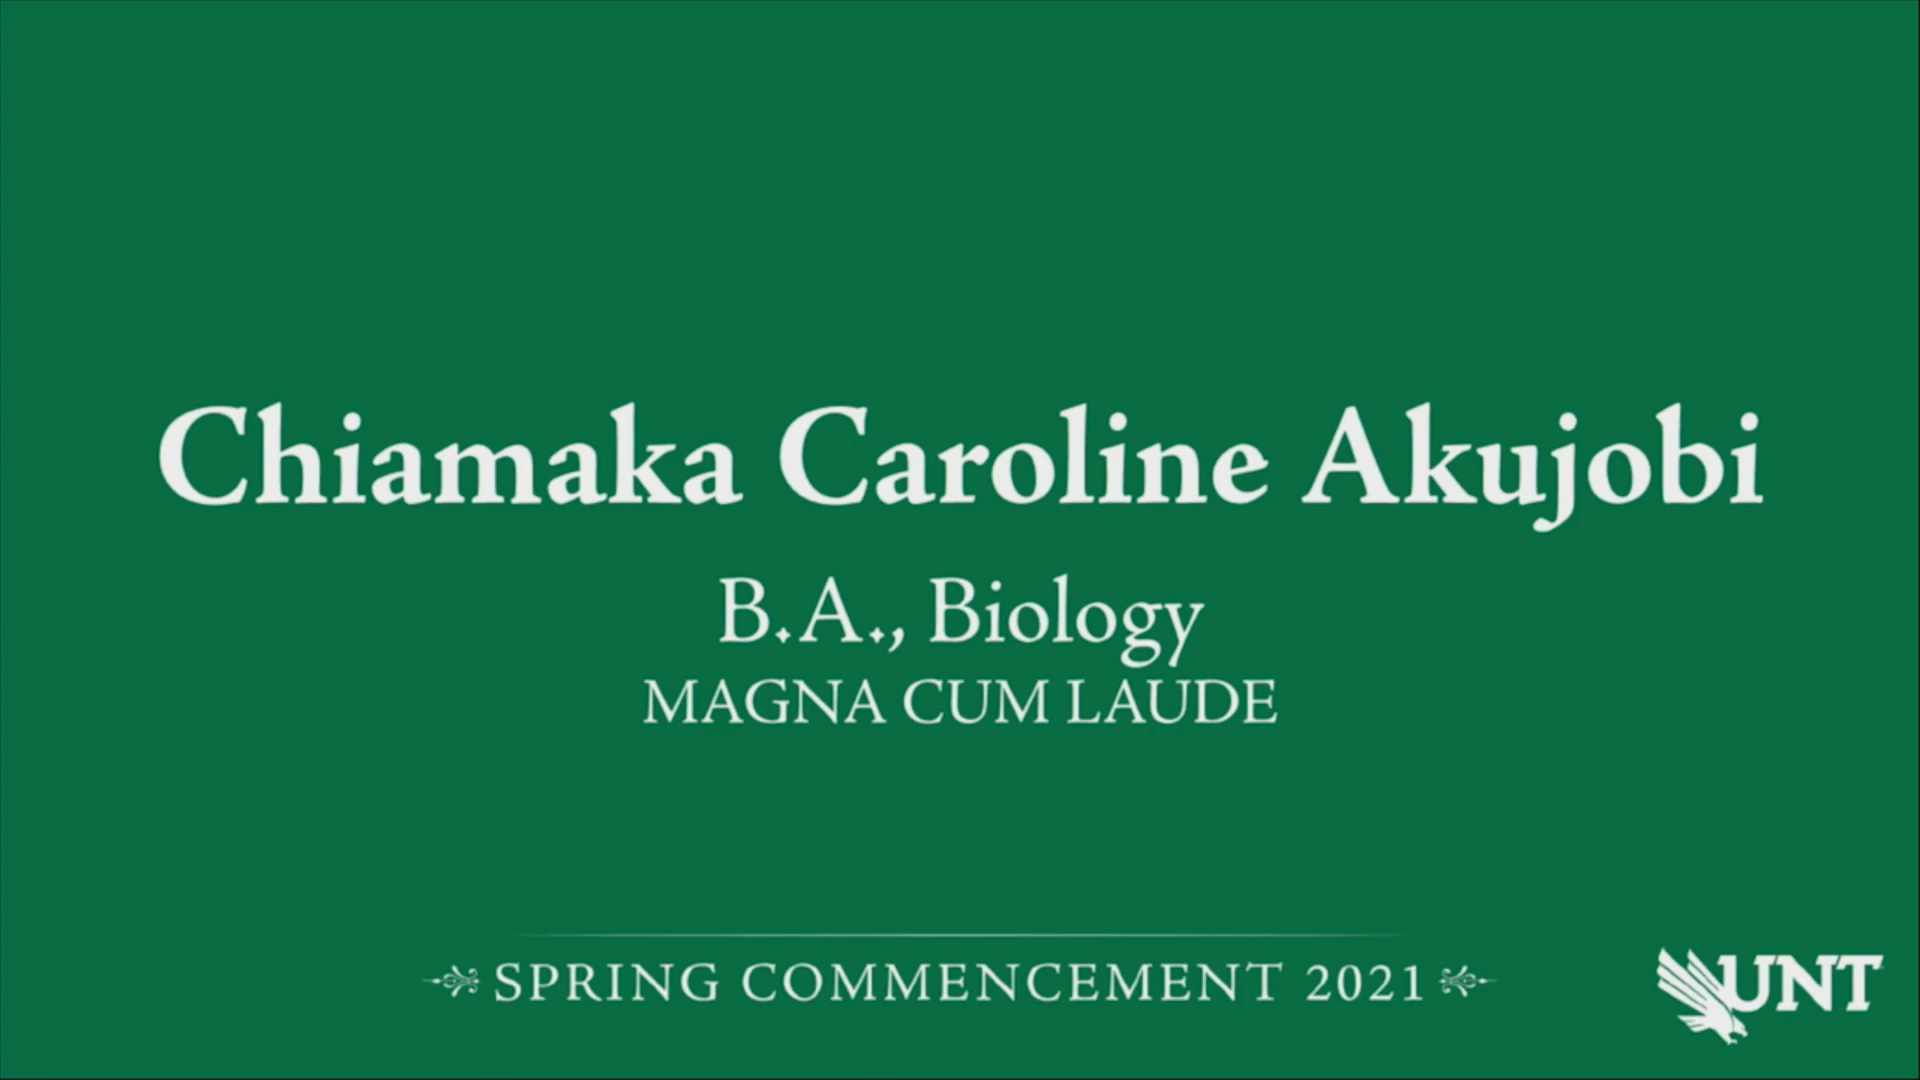 Chiamaka Caroline Akujobi
B.A., Biology
MAGNA CUM LAUDE
SPRING COMMENCEMENT 2021
UNT